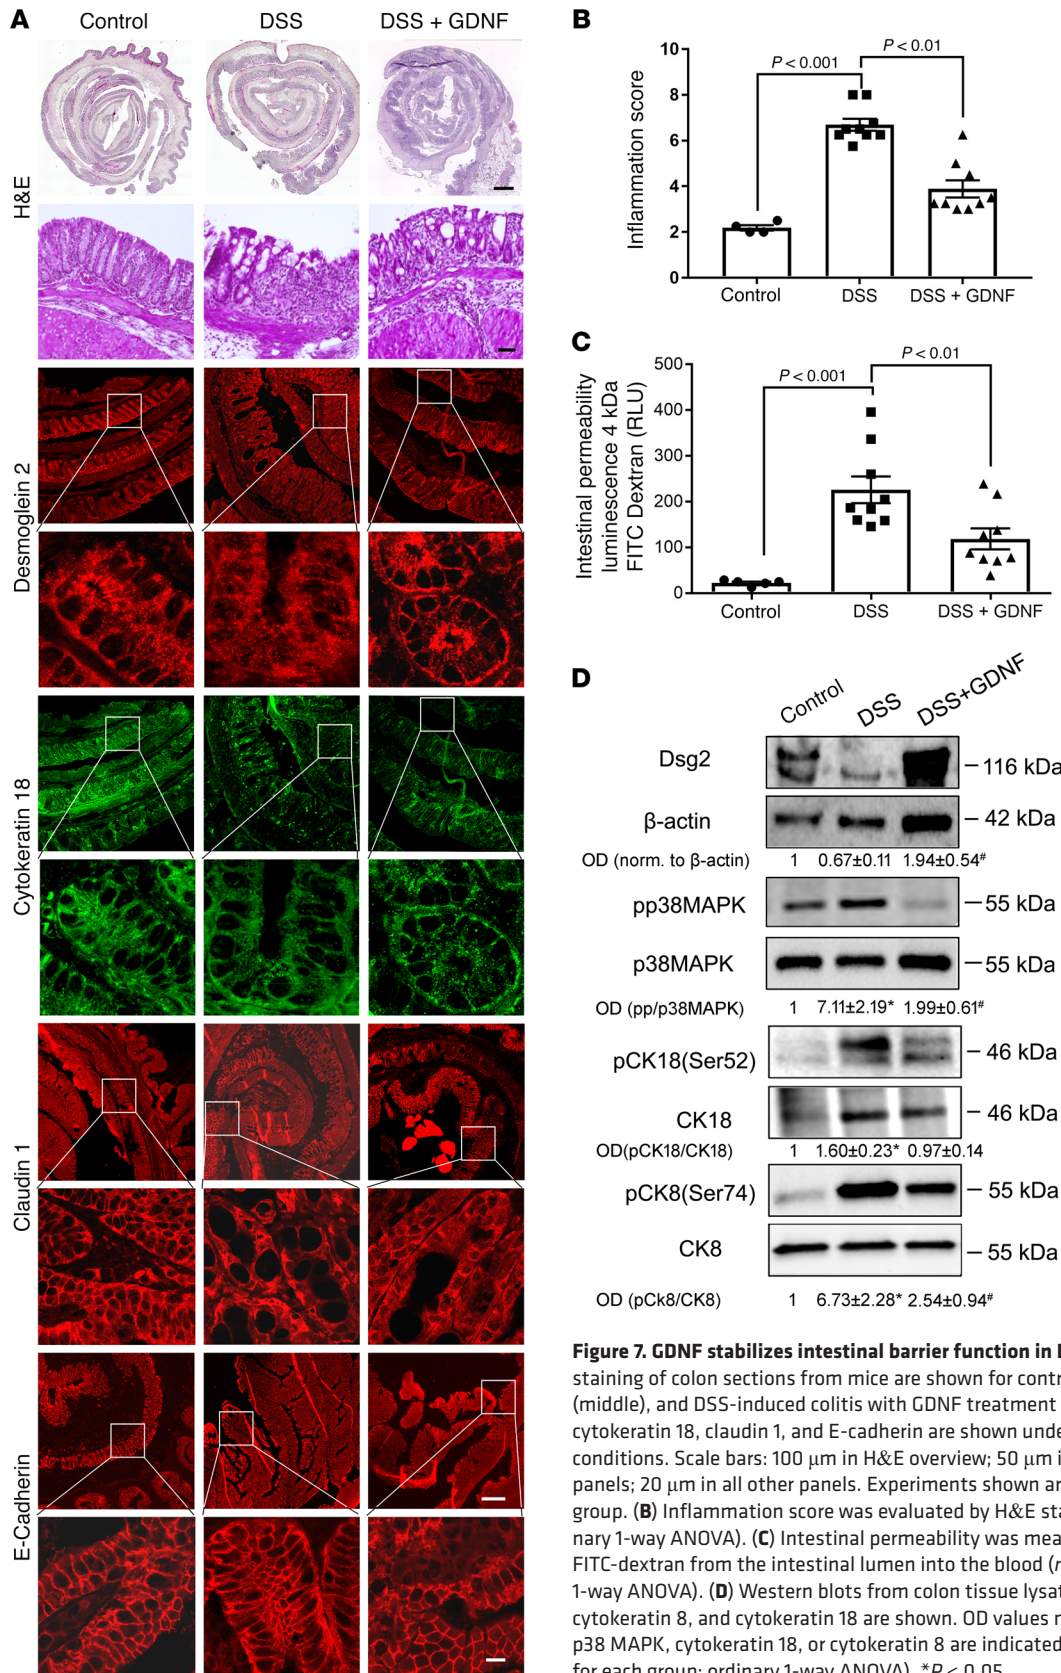 A
Control
DSS
DSS + GDNF
H&E
Desmoglein 2
Cytokeratin 18
Claudin 1
E-Cadherin
B
Inflammation score
10
8
6
4
2
0
P < 0.001
P < 0.01
Control
DSS
DSS + GDNF
C
Intestinal permeability
luminescence 4 kDa
FITC Dextran (RLU)
500
400
300
200
100
0
P < 0.001
P < 0.01
Control
DSS
DSS + GDNF
D
Control
DSS
DSS+GDNF
Dsg2
116 kDa
β-actin
42 kDa
OD (norm. to β-actin) 1 0.67±0.11 1.94±0.54#
pp38MAPK
55 kDa
p38MAPK
55 kDa
OD (pp/p38MAPK) 1 7.11±2.19* 1.99±0.61#
pCK18(Ser52)
46 kDa
CK18
46 kDa
OD(pCK18/CK18) 1 1.60±0.23* 0.97±0.14
pCK8(Ser74)
55 kDa
CK8
55 kDa
OD (pCk8/CK8) 1 6.73±2.28* 2.54±0.94#
Figure 7. GDNF stabilizes intestinal barrier function in
staining of colon sections from mice are shown for
(middle), and DSS-induced colitis with GDNF treatment
cytokeratin 18, claudin 1, and E-cadherin are shown
conditions. Scale bars: 100 μm in H&E overview; 50 μm
panels; 20 μm in all other panels. Experiments shown
group. (B) Inflammation score was evaluated by H&E
nary 1-way ANOVA). (C) Intestinal permeability was
FITC-dextran from the intestinal lumen into the blood
1-way ANOVA). (D) Western blots from colon tissue
cytokeratin 8, and cytokeratin 18 are shown. OD values
p38 MAPK, cytokeratin 18, or cytokeratin 8 are indicated
for each group; ordinary 1-way ANOVA). *P < 0.05